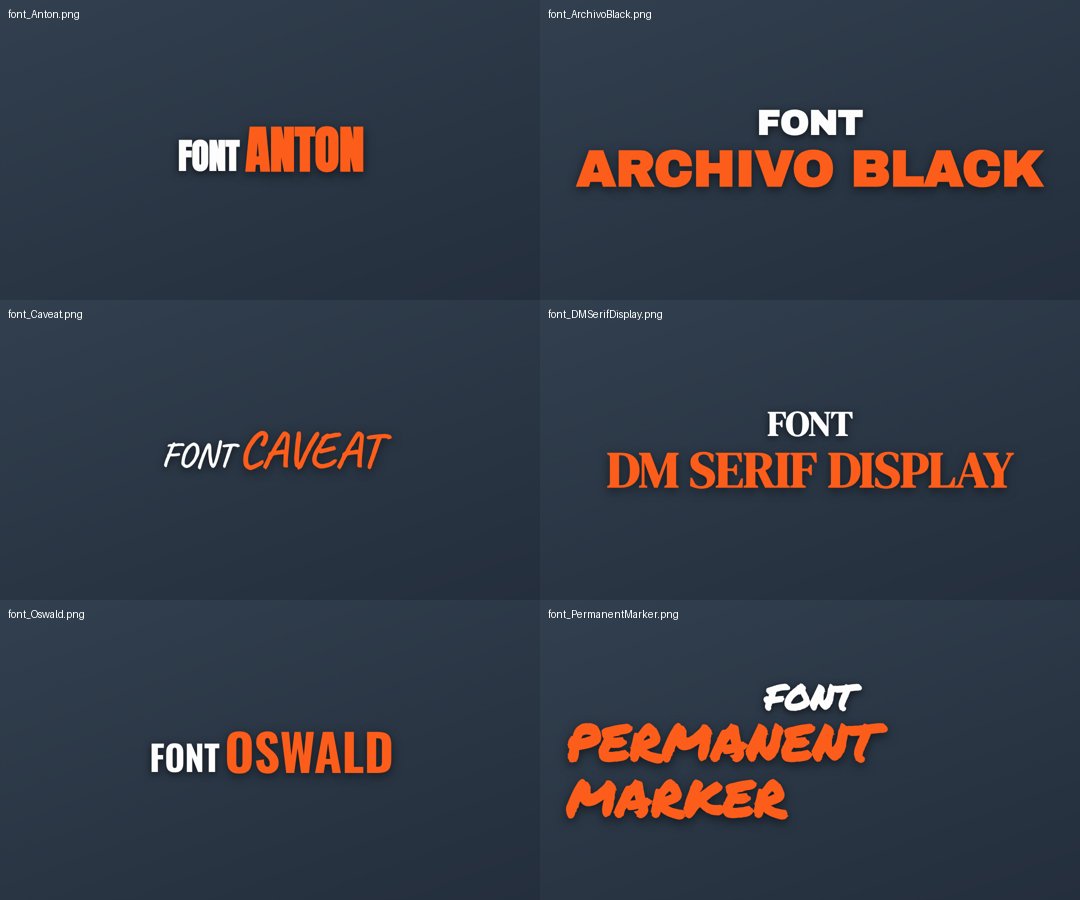 font_Anton.png
FONT ANTON
font_ArchivoBlack.png
FONT
ARCHIVO BLACK
font_Caveat.png
FONT CAVEAT
font_DMSerifDisplay.png
FONT
DM SERIF DISPLAY
font_Oswald.png
FONT OSWALD
font_PermanentMarker.png
FONT
PERMANENT
MARKER